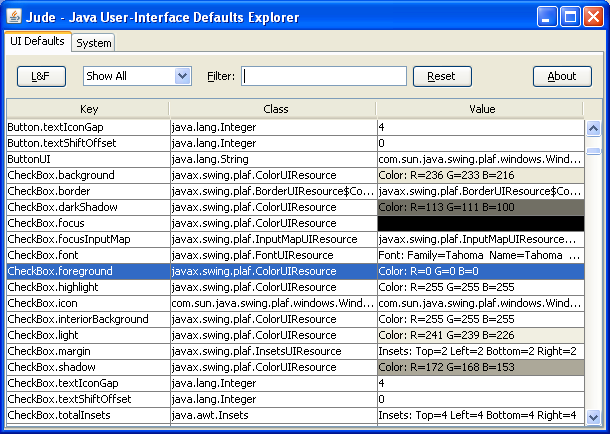 Jude - Java User-Interface Defaults Explorer
UI Defaults System
L&F Show All Filter: Reset About
Key Class Value
Button.textIconGap java.lang.Integer 4
Button.textShiftOffset java.lang.Integer 0
ButtonUI java.lang.String com.sun.java.swing.plaf.windows.Wind...
CheckBox.background javax.swing.plaf.ColorUIResource Color: R=236 G=233 B=216
CheckBox.border javax.swing.plaf.BorderUIResource$Co... javax.swing.plaf.BorderUIResource$Co...
CheckBox.darkShadow javax.swing.plaf.ColorUIResource Color: R=113 G=111 B=100
CheckBox.focus javax.swing.plaf.ColorUIResource
CheckBox.focusInputMap javax.swing.plaf.InputMapUIResource javax.swing.plaf.InputMapUIResource...
CheckBox.font javax.swing.plaf.FontUIResource Font: Family=Tahoma Name=Tahoma ...
CheckBox.foreground javax.swing.plaf.ColorUIResource Color: R=0 G=0 B=0
CheckBox.highlight javax.swing.plaf.ColorUIResource Color: R=255 G=255 B=255
CheckBox.icon com.sun.java.swing.plaf.windows.Wind... com.sun.java.swing.plaf.windows.Wind...
CheckBox.interiorBackground javax.swing.plaf.ColorUIResource Color: R=255 G=255 B=255
CheckBox.light javax.swing.plaf.ColorUIResource Color: R=241 G=239 B=226
CheckBox.margin javax.swing.plaf.InsetsUIResource Insets: Top=2 Left=2 Bottom=2 Right=2
CheckBox.shadow javax.swing.plaf.ColorUIResource Color: R=172 G=168 B=153
CheckBox.textIconGap java.lang.Integer 4
CheckBox.textShiftOffset java.lang.Integer 0
CheckBox.totalInsets java.awt.Insets Insets: Top=4 Left=4 Bottom=4 Right=4